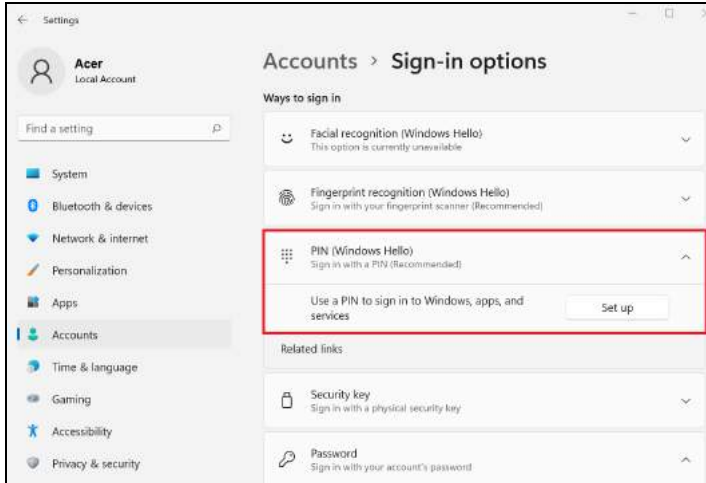 Settings
Acer
Local Account
Find a setting
System
Bluetooth & devices
Network & internet
Personalization
Apps
Accounts
Time & language
Gaming
Accessibility
Privacy & security
Accounts > Sign-in options
Ways to sign in
Facial recognition (Windows Hello)
This option is currently unavailable
Fingerprint recognition (Windows Hello)
Sign in with your fingerprint scanner (Recommended)
PIN (Windows Hello)
Sign in with a PIN (Recommended)
Use a PIN to sign in to Windows, apps, and
services
Set up
Related links
Security key
Sign in with a physical security key
Password
Sign in with your account's password